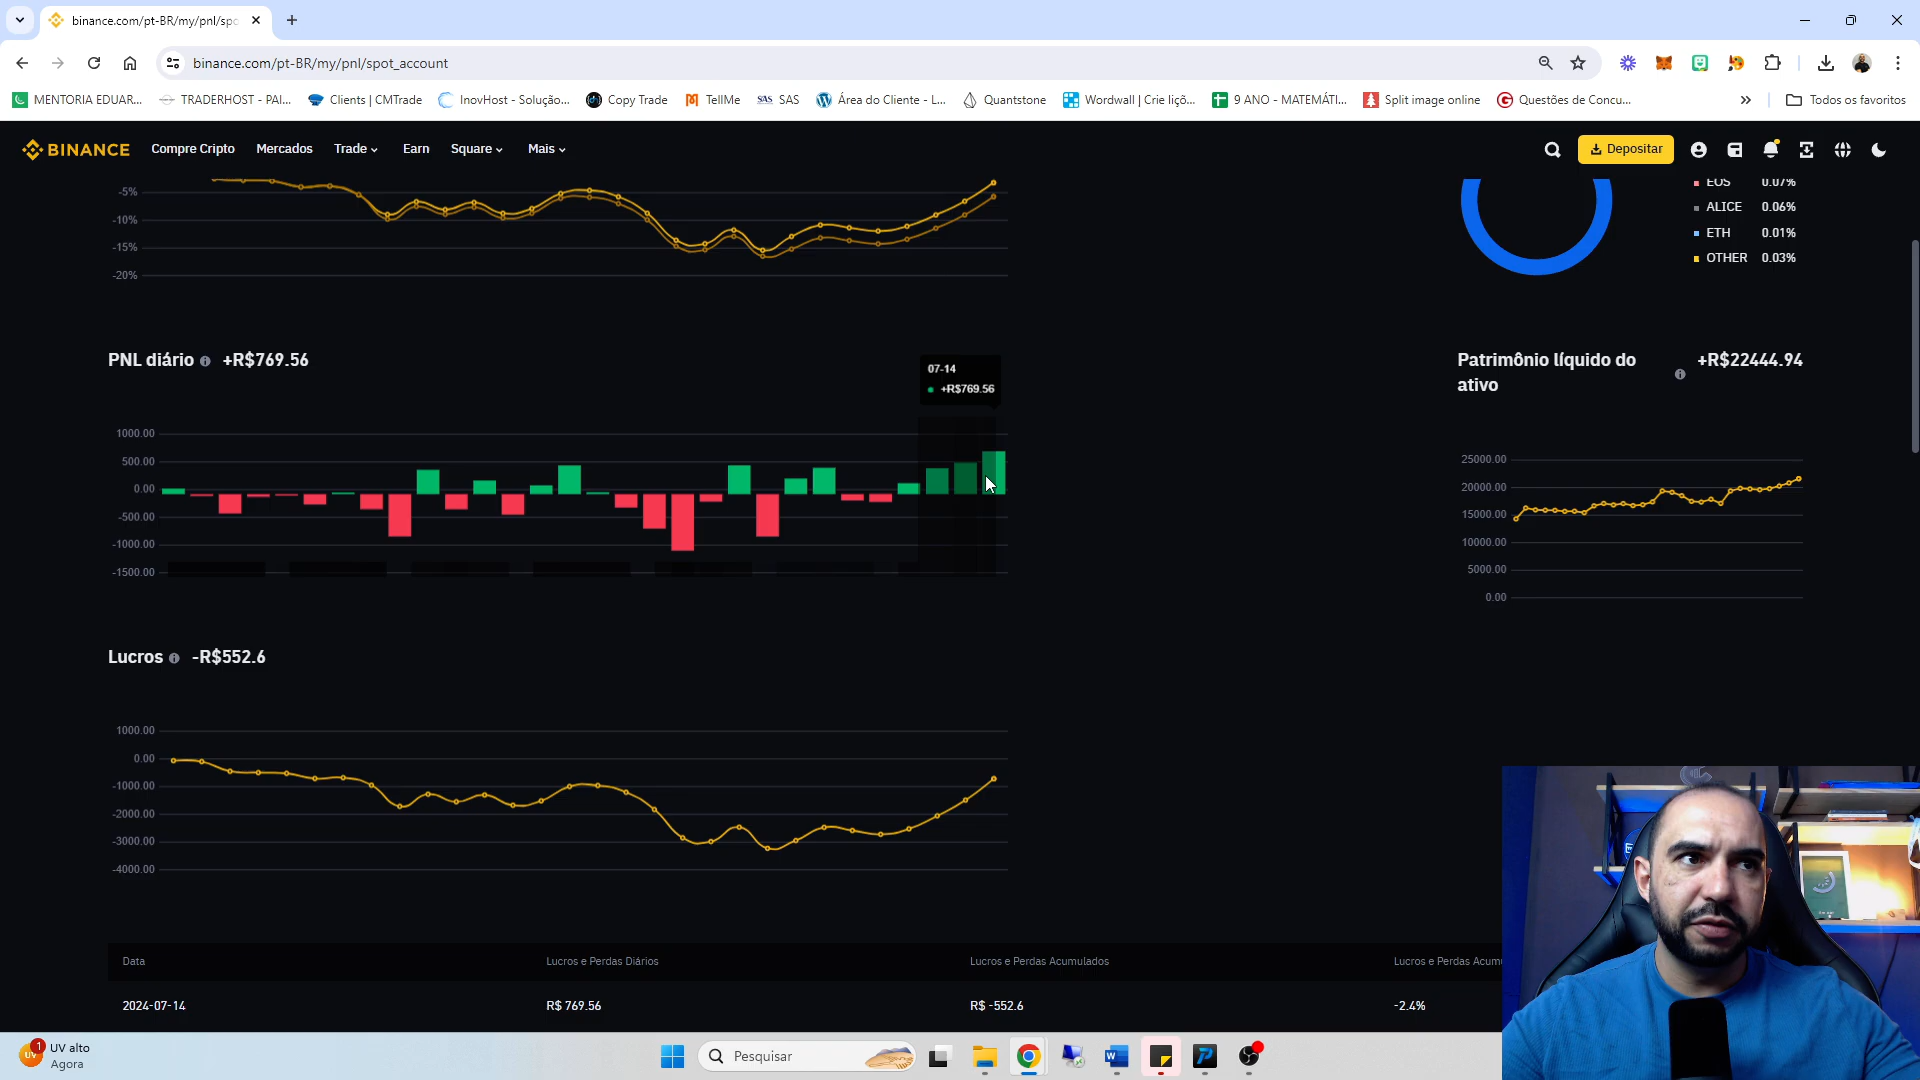 binance.com/pt-BR/my/pnl/spo
binance.com/pt-BR/my/pnl/spot_account
MENTORIA EDUAR...
TRADERHOST - PAI...
Clients | CMTrade
InovHost - Solução...
Copy Trade
TellMe
SAS SAS
Área do Cliente - L...
Quantstone
Wordwall | Crie liçõ...
9 ANO - MATEMÁTI...
Split image online
Questões de Concu...
Todos os favoritos
BINANCE
Compre Cripto
Mercados
Trade
Earn
Square
Mais
Depositar
-5%
-10%
-15%
-20%
EOS 0.07%
ALICE 0.06%
ETH 0.01%
OTHER 0.03%
PNL diário +R$769.56
07-14
+R$769.56
1000.00
500.00
0.00
-500.00
-1000.00
-1500.00
Patrimônio líquido do
ativo
+R$22444.94
25000.00
20000.00
15000.00
10000.00
5000.00
0.00
Lucros -R$552.6
1000.00
0.00
-1000.00
-2000.00
-3000.00
-4000.00
Data
Lucros e Perdas Diários
Lucros e Perdas Acumulados
Lucros e Perdas Acum
2024-07-14
R$ 769.56
R$ -552.6
-2.4%
1
UV
UV alto
Agora
Pesquisar